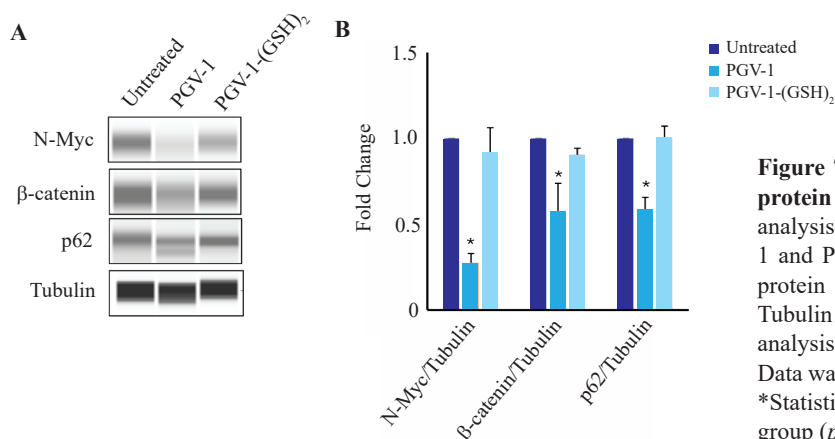 A
Untreated
PGV-1
PGV-1-(GSH)2
N-Myc
β-catenin
p62
Tubulin
B
1.5
1.0
0.5
0
Fold Change
*
*
*
N-Myc/Tubulin
β-catenin/Tubulin
p62/Tubulin
Untreated
PGV-1
PGV-1-(GSH)2
Figure
protein
analysis
1 and P
protein
Tubulin
analysis
Data wa
*Statisti
group (p